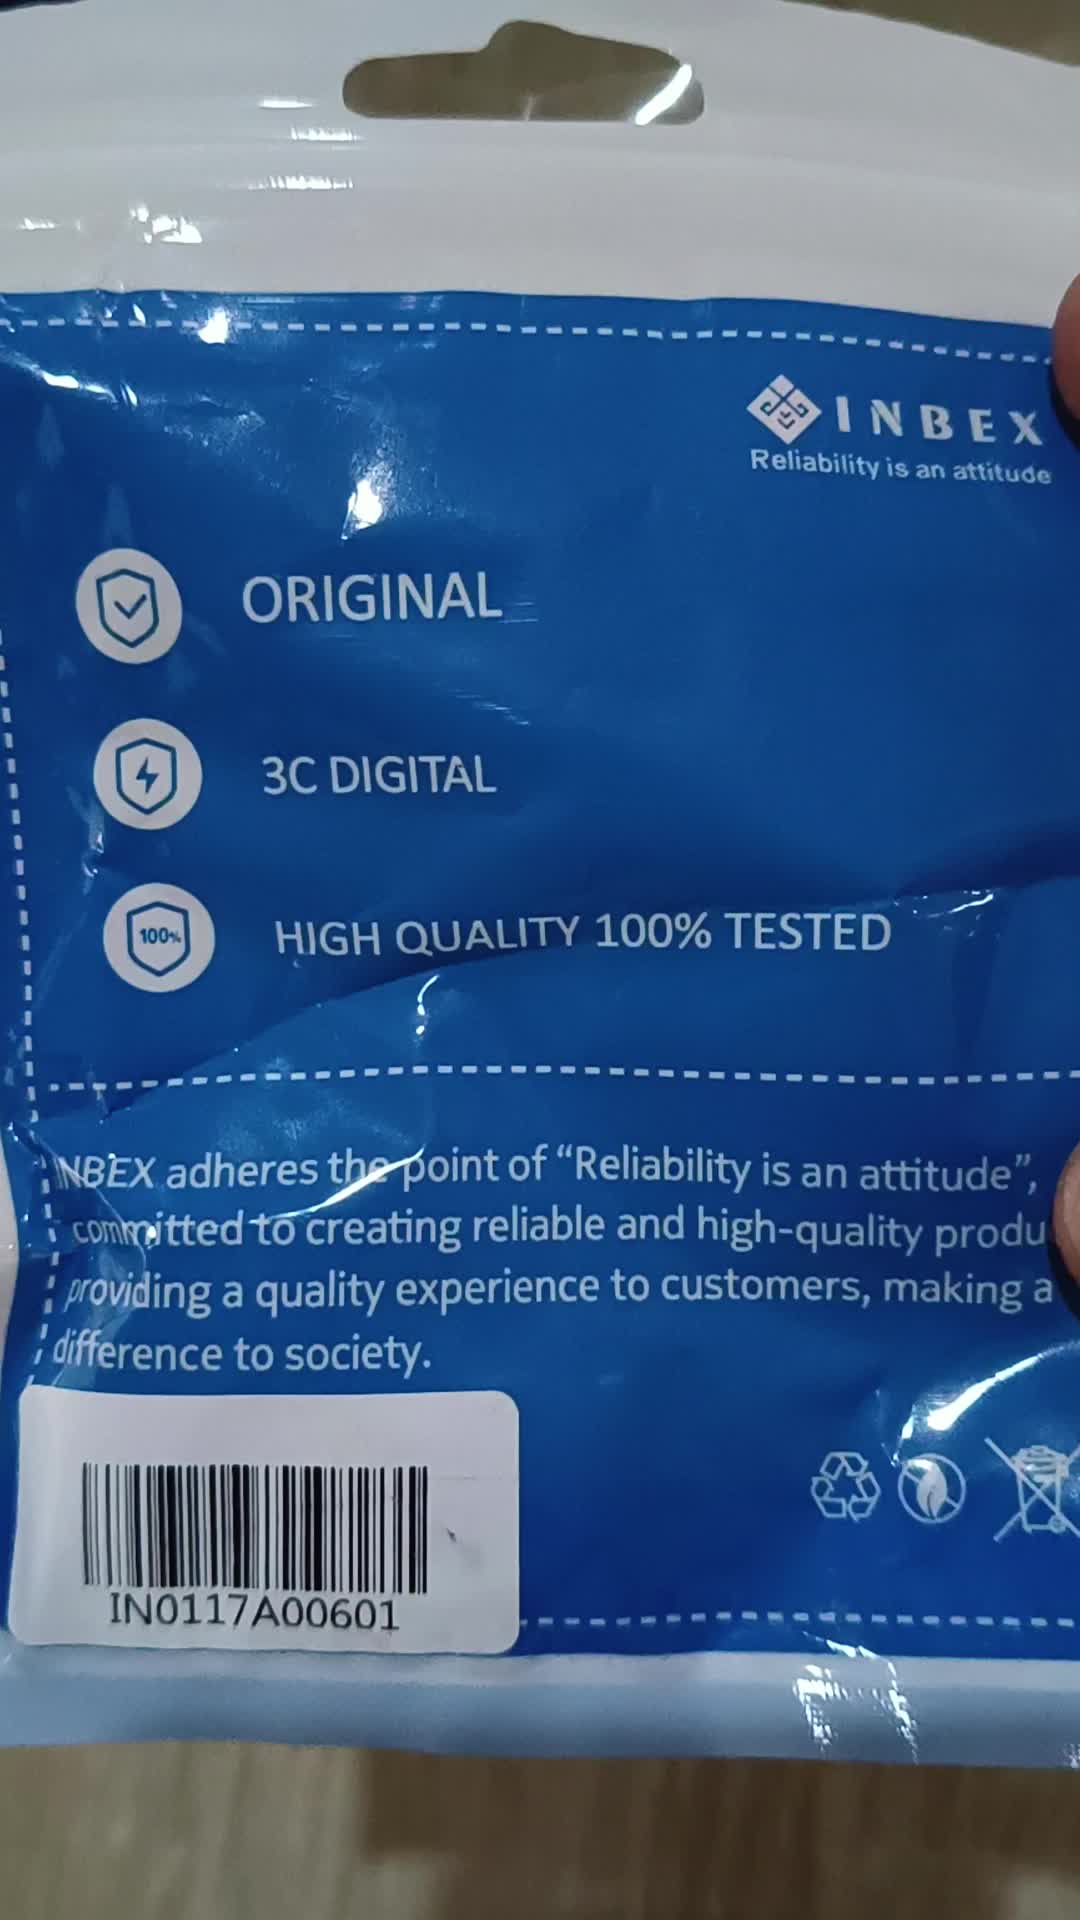 INBEX
Reliability is an attitude
ORIGINAL
3C DIGITAL
100%
HIGH QUALITY 100% TESTED
INBEX adheres the point of “Reliability is an attitude”,
committed to creating reliable and high-quality produ
providing a quality experience to customers, making a
difference to society.
IN0117A00601